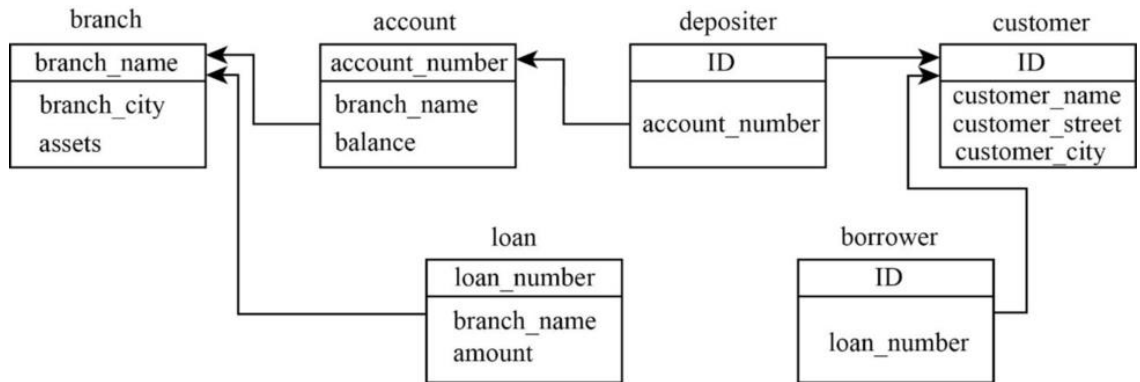 branch
branch_name
branch_city
assets
account
account_number
branch_name
balance
depositer
ID
account_number
customer
ID
customer_name
customer_street
customer_city
loan
loan_number
branch_name
amount
borrower
ID
loan_number